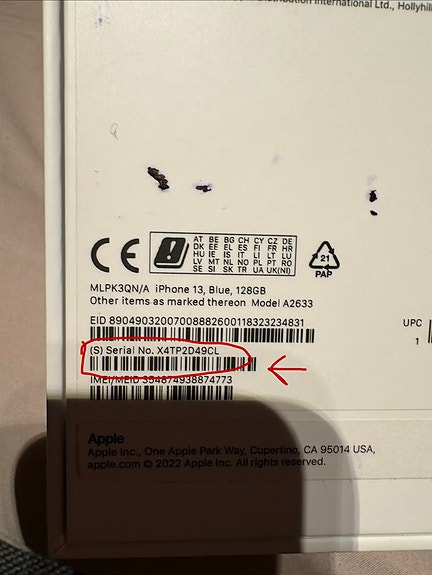 Distribution International Ltd., Hollyhill
AT BE BG CH CY CZ DE
DK EE EL ES FI FR HR
HU IE IS IT LI LT LU
LV MT NL NO PL PT RO
SE SI SK TR UA UK(NI)
21
PAP
MLPK3QN/A iPhone 13, Blue, 128GB
Other items as marked thereon Model A2633
EID 89049032007008882600118323234831
UPC
(S) Serial No. X4TP2D49CL
1
IMEI/MEID 354874938874773
Apple
Apple Inc., One Apple Park Way, Cupertino, CA 95014 USA,
apple.com © 2022 Apple Inc. All rights reserved.